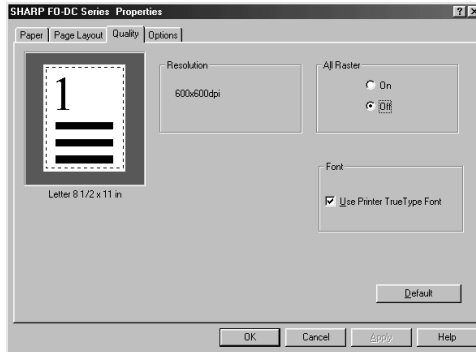 SHARP FO-DC Series Properties
Paper Page Layout Quality Options
Resolution
600x600dpi
All Raster
On
Off
1
Letter 8 1/2 x 11 in
Font
Use Printer TrueType Font
Default
OK Cancel Apply Help